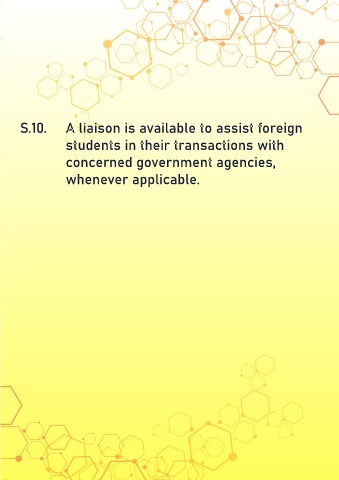 S.10. A liaison is available to assist foreign
students in their transactions with
concerned government agencies,
whenever applicable.